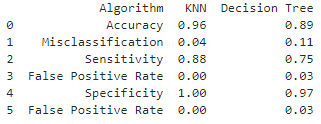 Algorithm KNN Decision Tree
0 Accuracy 0.96 0.89
1 Misclassification 0.04 0.11
2 Sensitivity 0.88 0.75
3 False Positive Rate 0.00 0.03
4 Specificity 1.00 0.97
5 False Positive Rate 0.00 0.03